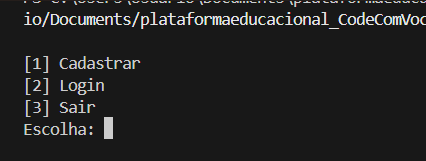 io/Documents/plataformaeducacional_CodeComVoc
[1] Cadastrar
[2] Login
[3] Sair
Escolha: